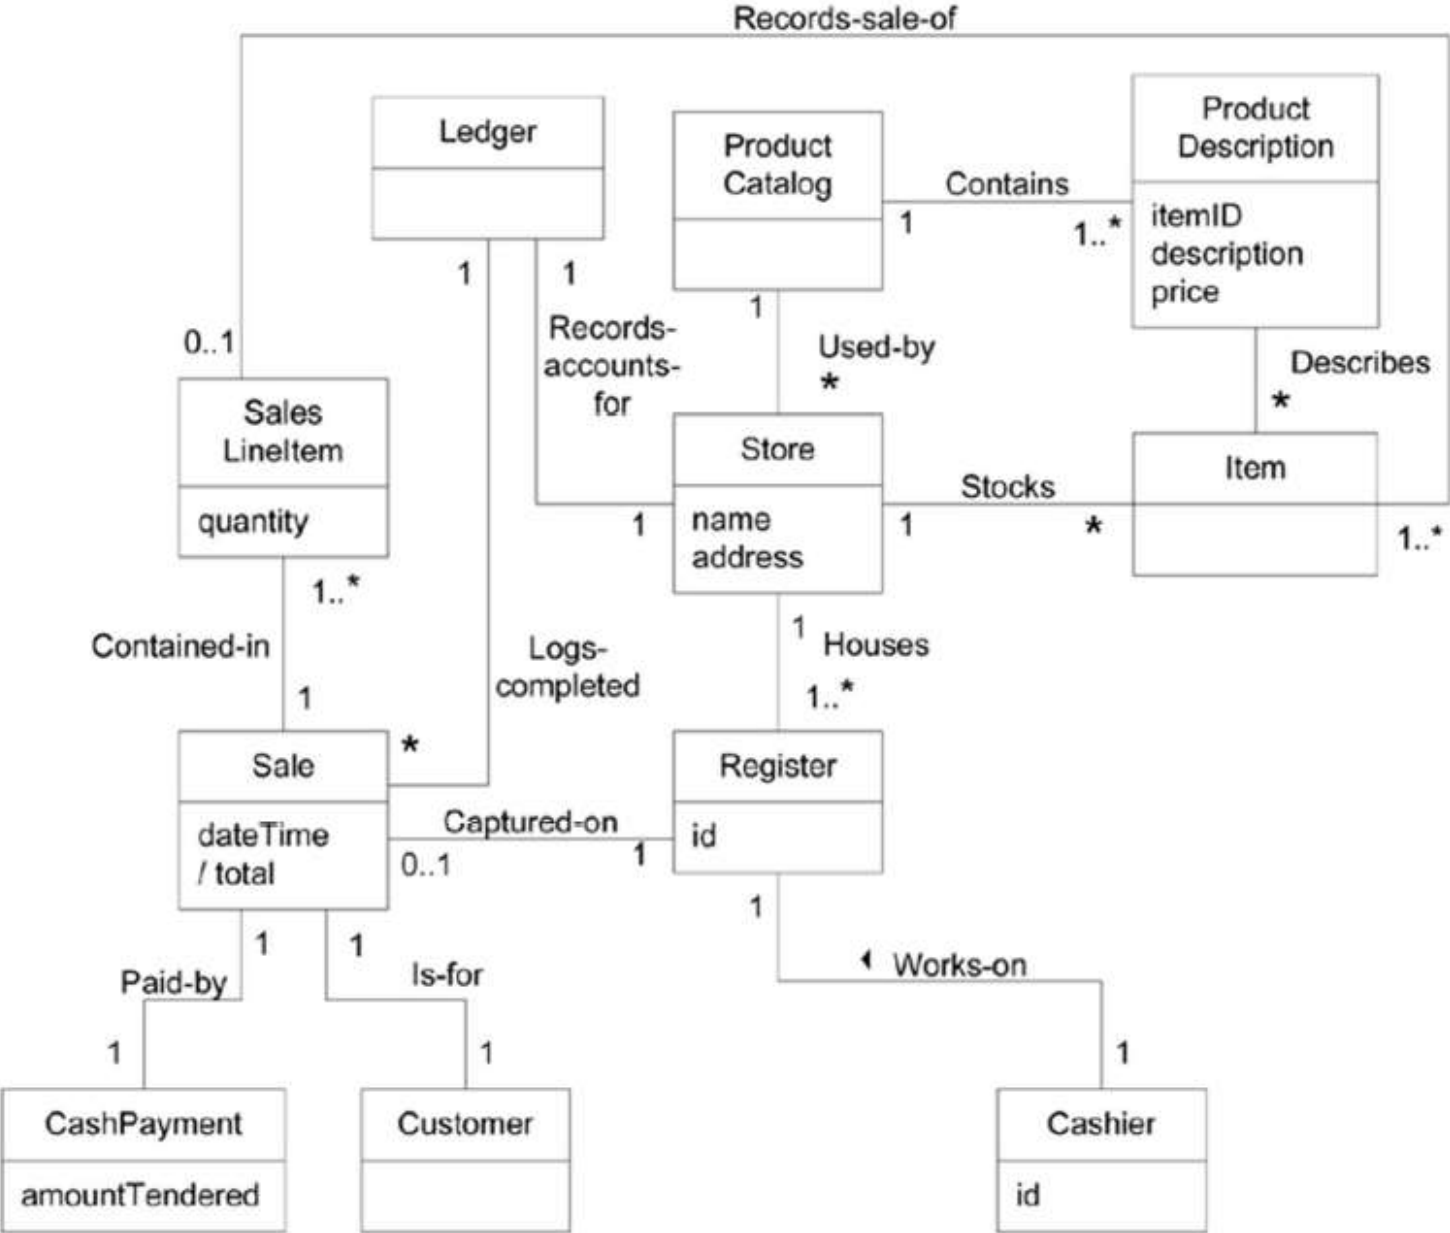 Records-sale-of
Ledger
Product
Catalog
Product
Description
itemID
description
price
Contains
1
1..*
1
1
1
Records-
accounts-
for
Used-by
*
Describes
*
0..1
Sales
LineItem
quantity
Store
name
address
Stocks
1
1
*
Item
1..*
1..*
Contained-in
1
Logs-
completed
*
1
Houses
1..*
Sale
dateTime
/ total
Captured-on
0..1
1
Register
id
1
1
1
Paid-by
Is-for
Works-on
1
1
1
CashPayment
amountTendered
Customer
Cashier
id